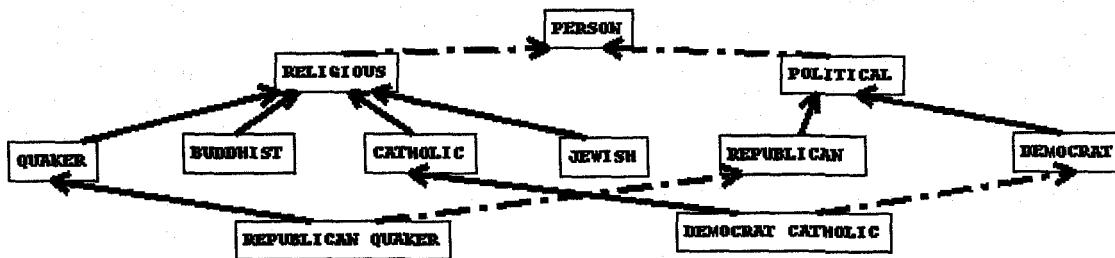 PERSON
RELIGIOUS
POLITICAL
QUAKER
BUDDHIST
CATHOLIC
JEWISH
REPUBLICAN
DEMOCRAT
REPUBLICAN QUAKER
DEMOCRAT CATHOLIC